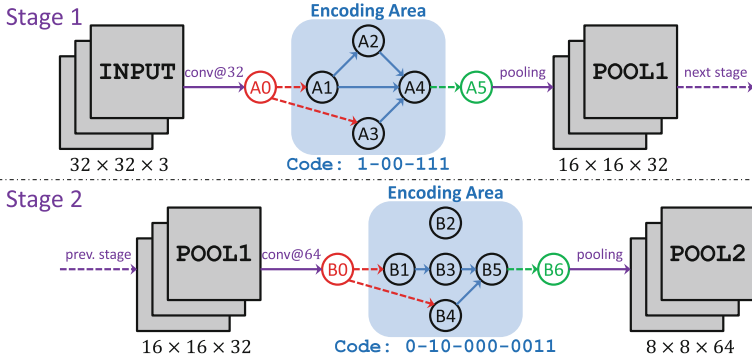 Stage 1
Encoding Area
INPUT
conv@32
A0
A1
A2
A3
A4
A5
pooling
POOL1
next stage
32 × 32 × 3
Code: 1-00-111
16 × 16 × 32
Stage 2
Encoding Area
prev. stage
POOL1
conv@64
B0
B1
B2
B3
B4
B5
B6
pooling
POOL2
16 × 16 × 32
Code: 0-10-000-0011
8 × 8 × 64